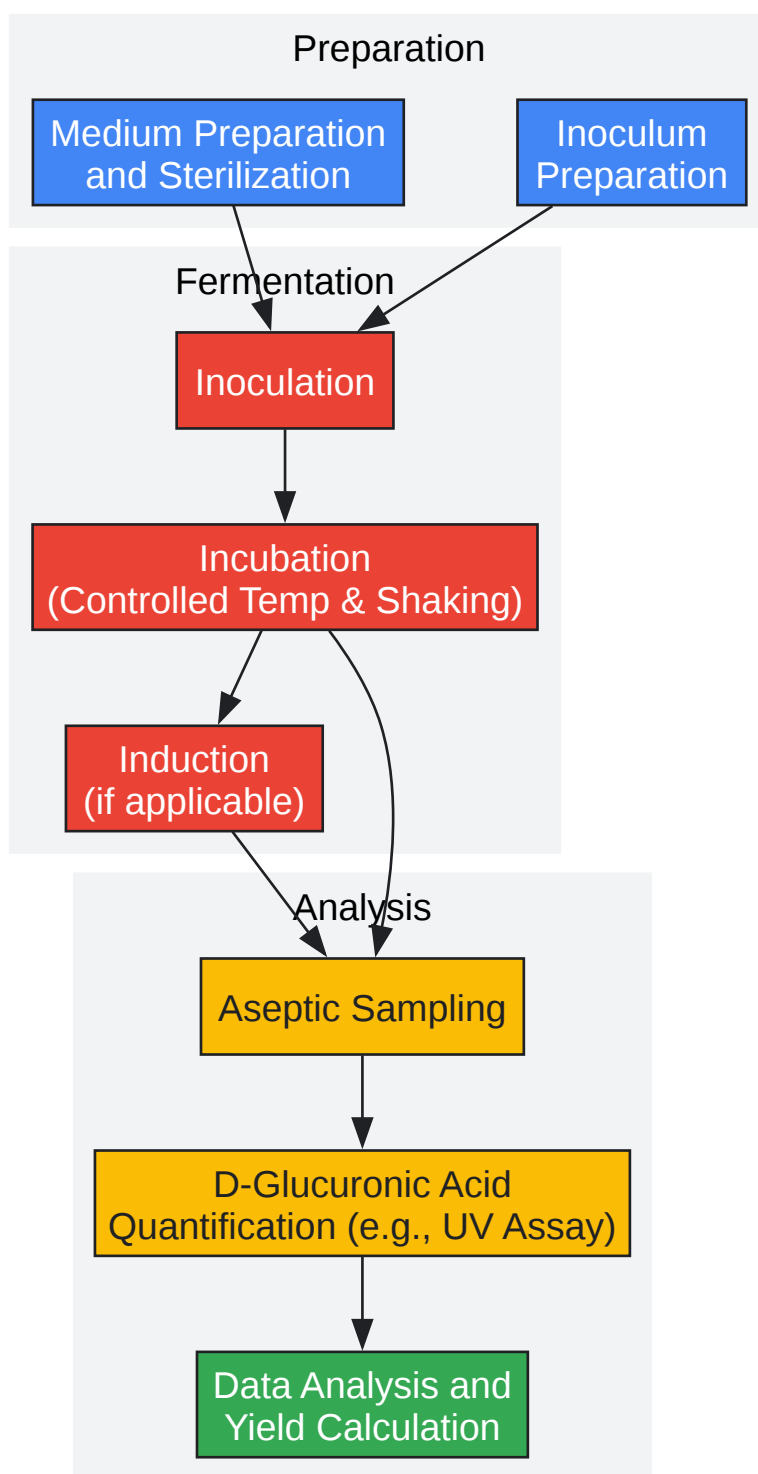 Preparation
Medium Preparation
and Sterilization
Inoculum
Preparation
Fermentation
Inoculation
Incubation
(Controlled Temp & Shaking)
Induction
(if applicable)
Analysis
Aseptic Sampling
D-Glucuronic Acid
Quantification (e.g., UV Assay)
Data Analysis and
Yield Calculation